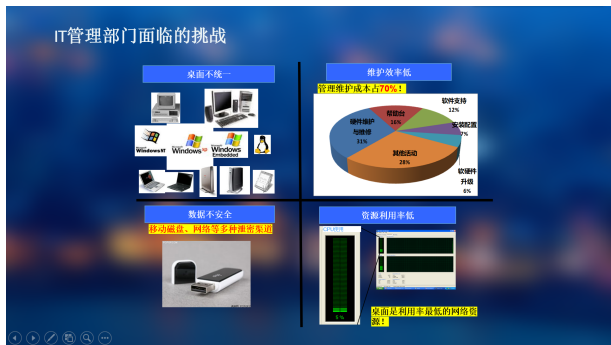 IT管理部门面临的挑战
桌面不统一
Windows NT
Windows xp
Windows
Embedded
维护效率低
管理维护成本占70%！
软件支持
12%
帮助台
16%
安装配置
7%
硬件维护
与维修
31%
其他活动
28%
软硬件
升级
6%
数据不安全
移动磁盘、网络等多种泄密渠道
资源利用率低
CPU 使用
5 %
桌面是利用率最低的网络资
源！